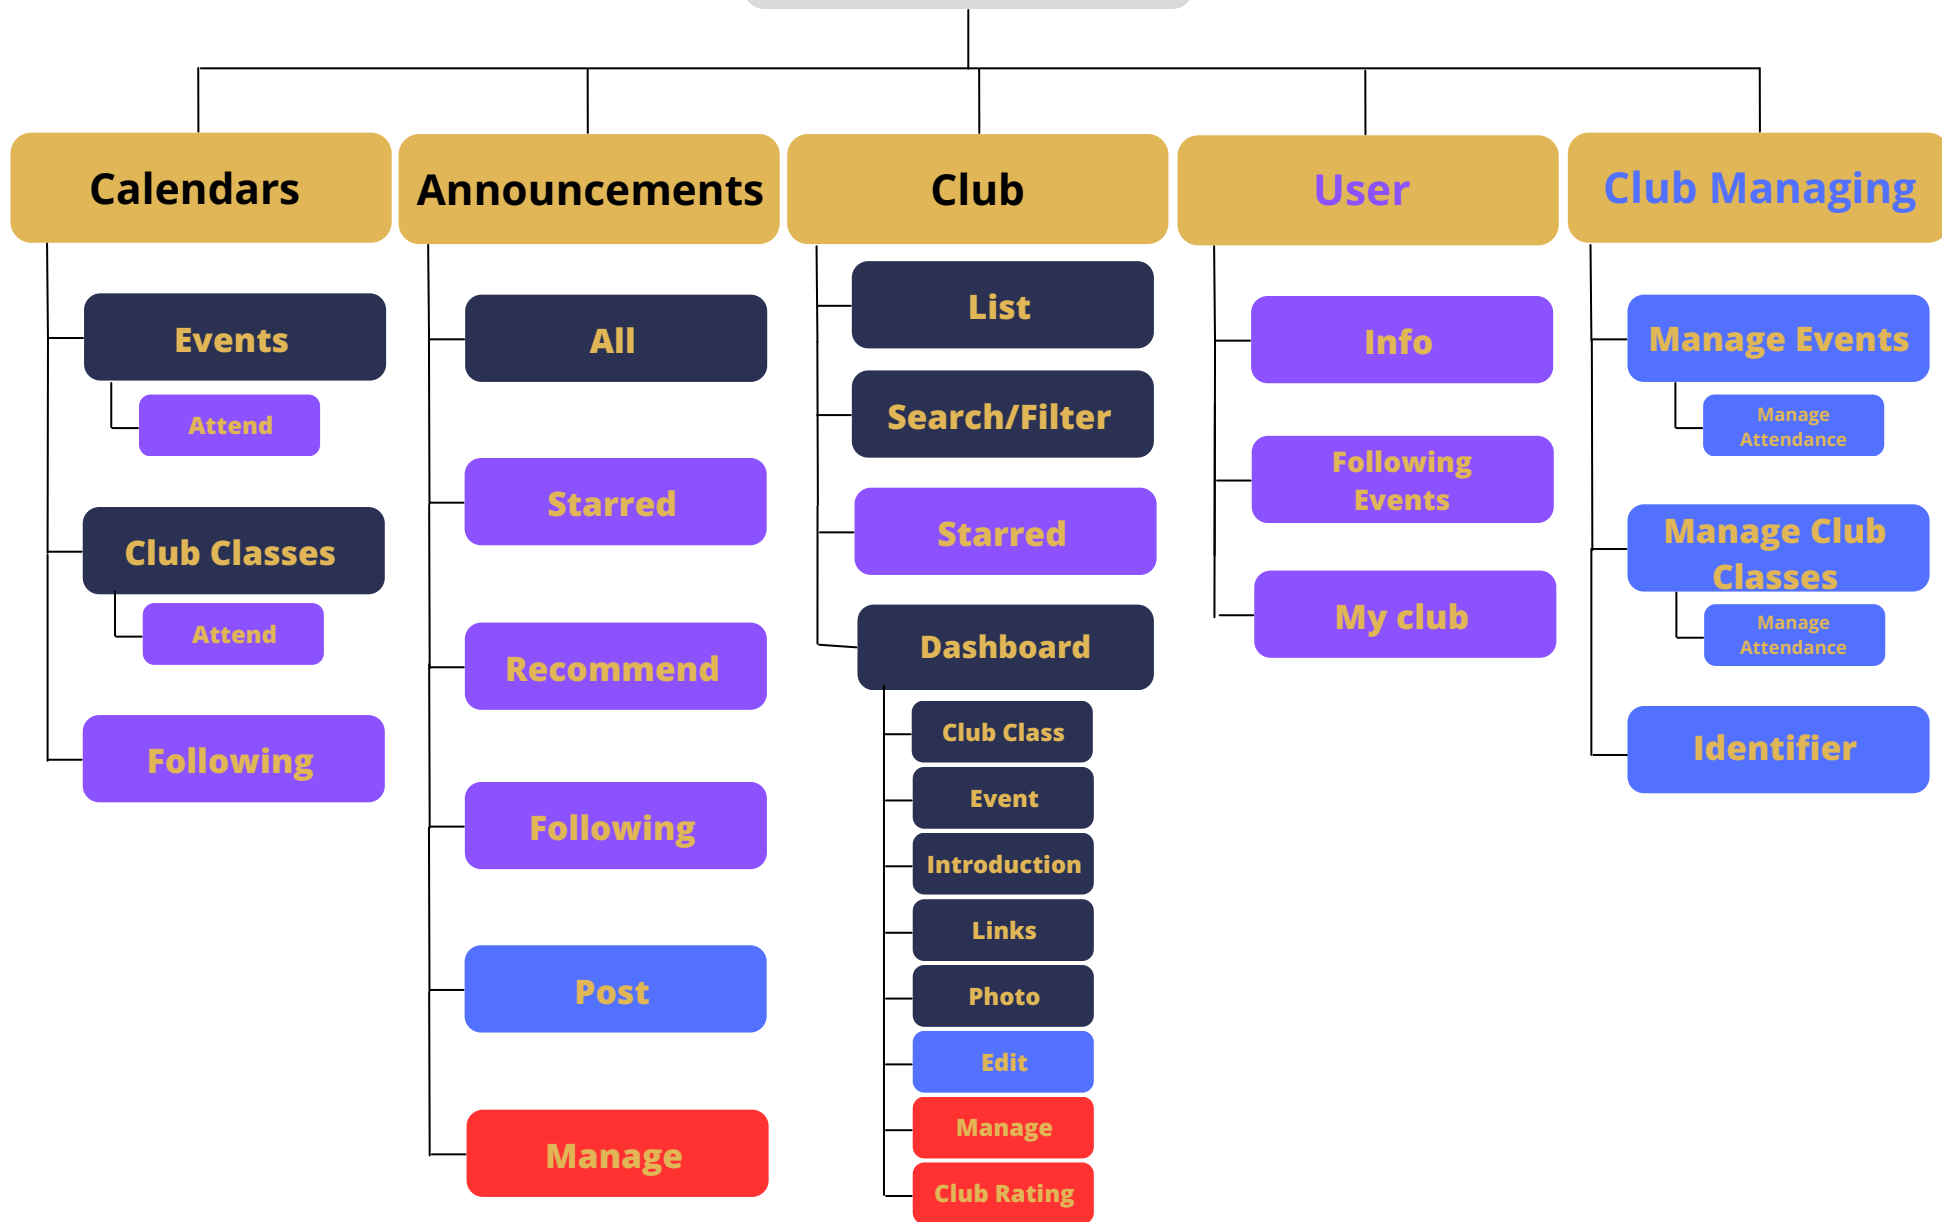 Calendars
Events
Attend
Club Classes
Attend
Following
Announcements
All
Starred
Recommend
Following
Post
Manage
Club
List
Search/Filter
Starred
Dashboard
Club Class
Event
Introduction
Links
Photo
Edit
Manage
Club Rating
User
Info
Following
Events
My club
Club Managing
Manage Events
Manage
Attendance
Manage Club
Classes
Manage
Attendance
Identifier